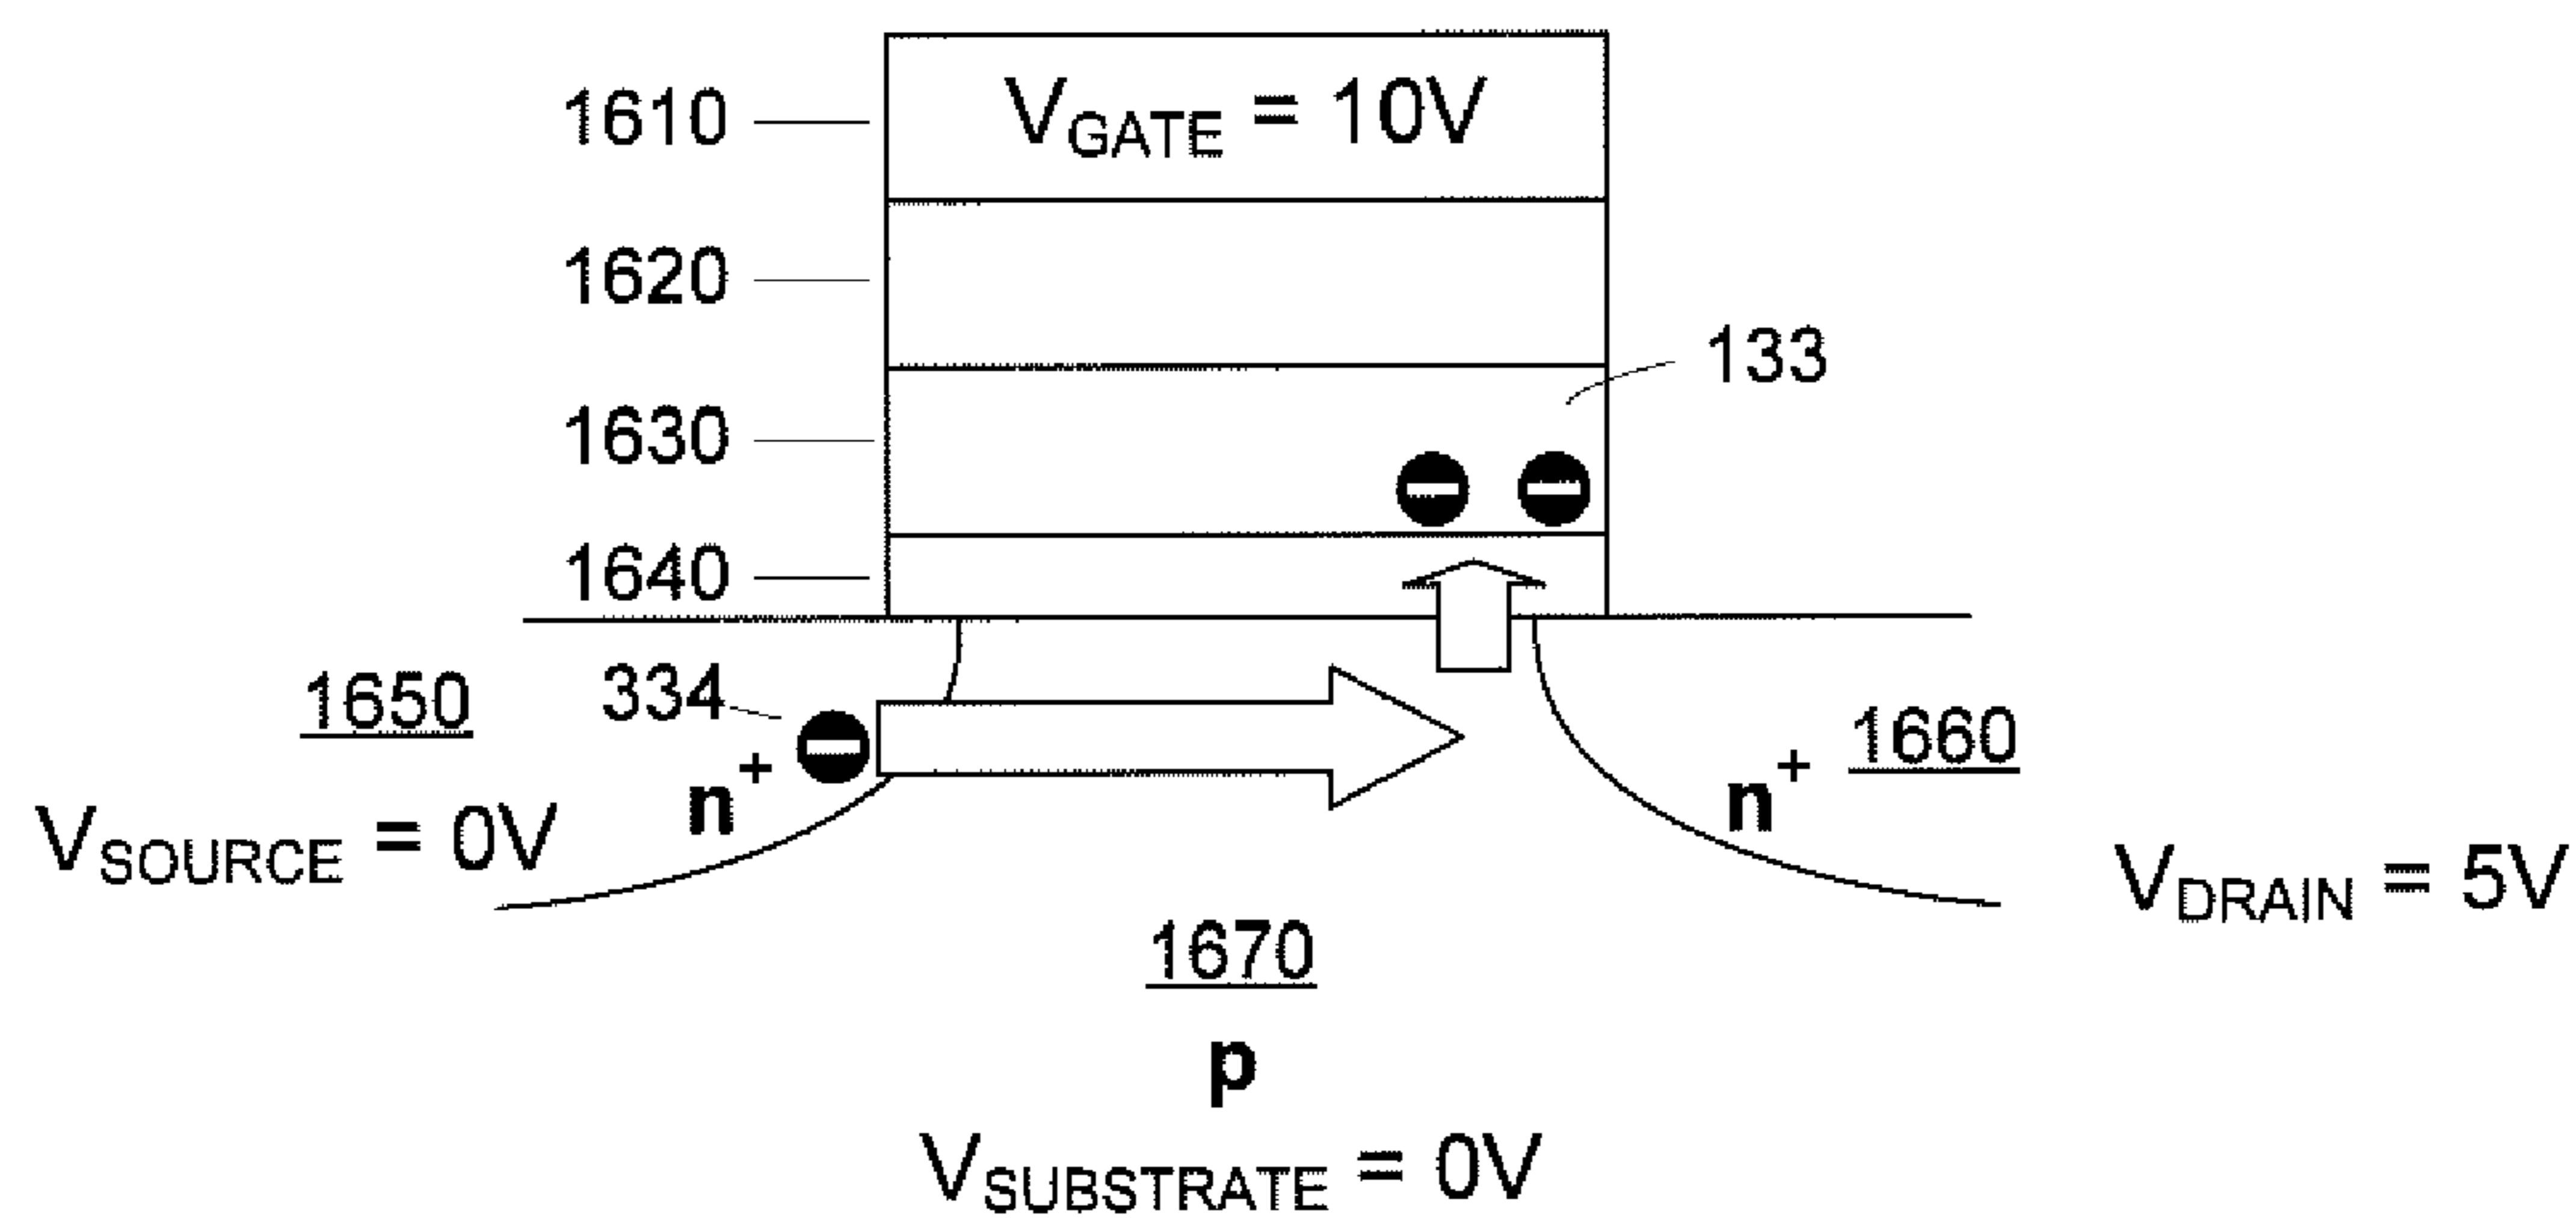 1610
V_GATE = 10V
1620
133
1630
1640
334
1650
n+
1660
n+
V_SOURCE = 0V
V_DRAIN = 5V
1670
p
V_SUBSTRATE = 0V